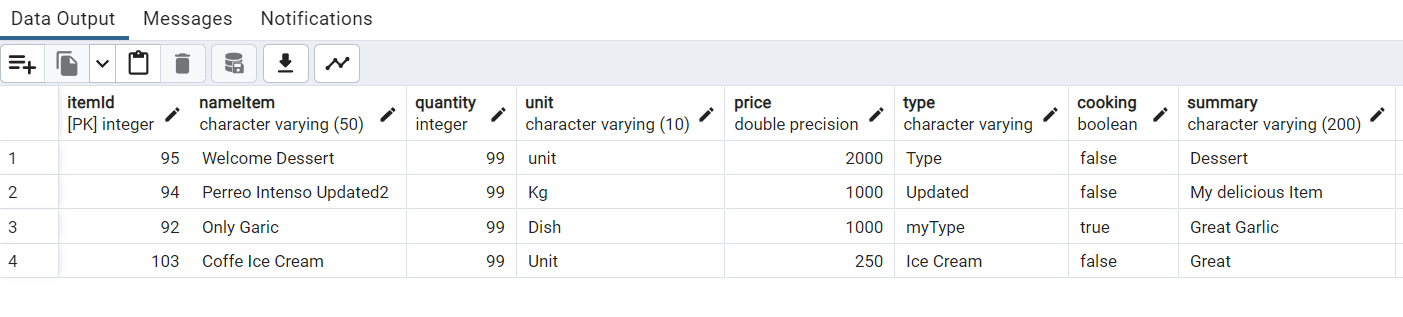 Data Output Messages Notifications
itemId nameItem quantity unit price type cooking summary
[PK] integer character varying (50) integer character varying (10) double precision character varying boolean character varying (200)
1 95 Welcome Dessert 99 unit 2000 Type false Dessert
2 94 Perreo Intenso Updated2 99 Kg 1000 Updated false My delicious Item
3 92 Only Garic 99 Dish 1000 myType true Great Garlic
4 103 Coffe Ice Cream 99 Unit 250 Ice Cream false Great